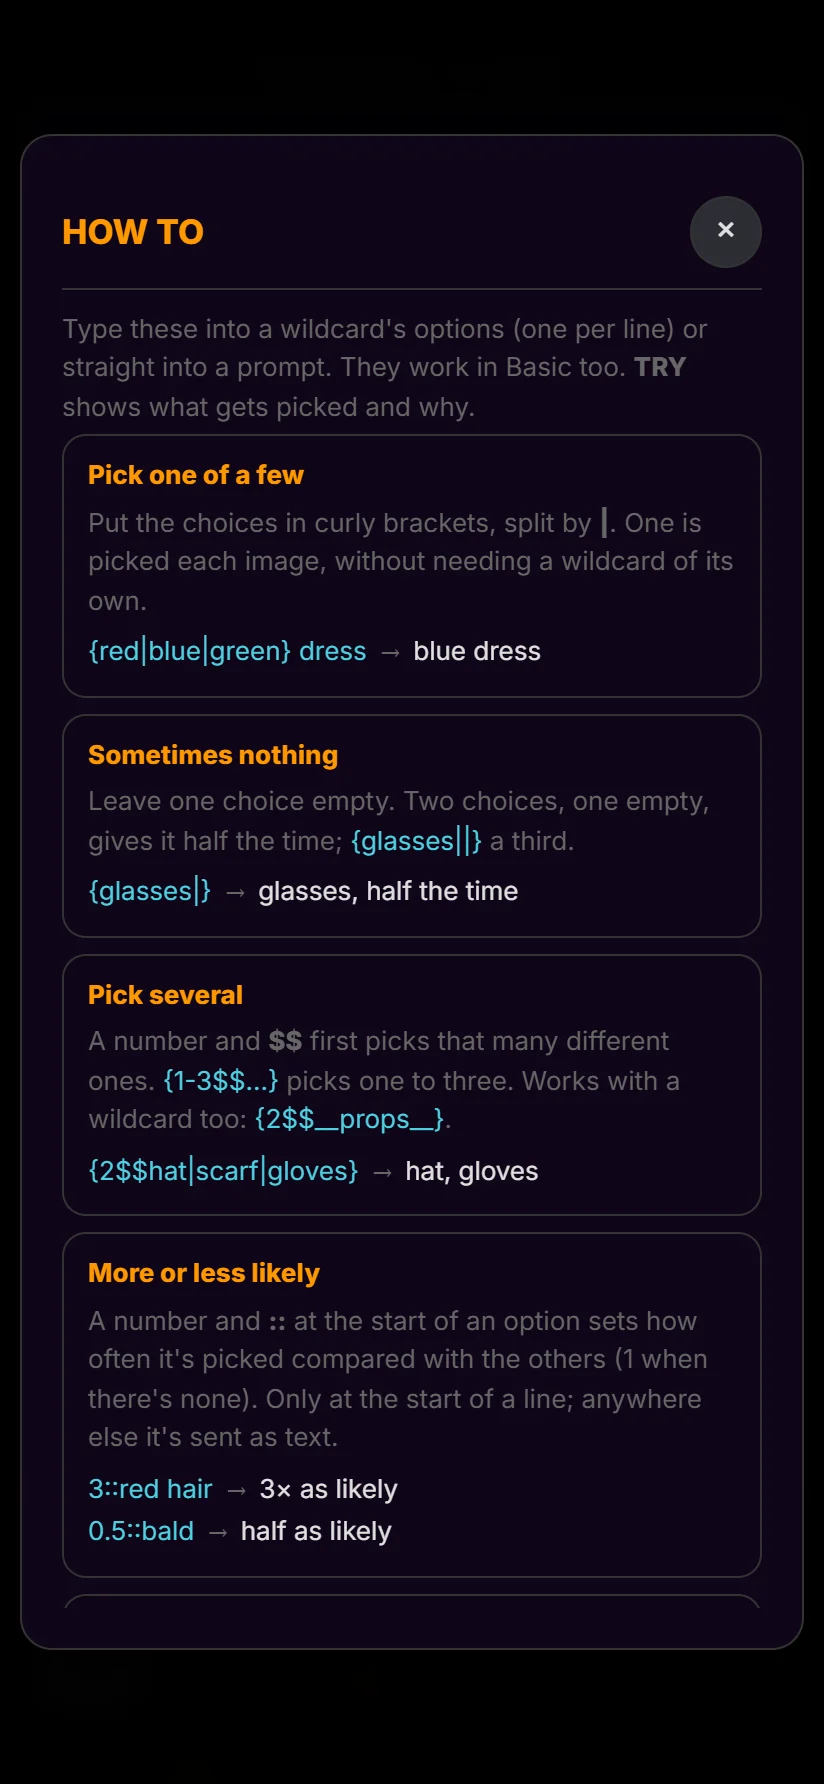 HOW TO
×
Type these into a wildcard's options (one per line) or
straight into a prompt. They work in Basic too. TRY
shows what gets picked and why.
Pick one of a few
Put the choices in curly brackets, split by |. One is
picked each image, without needing a wildcard of its
own.
{red|blue|green} dress → blue dress
Sometimes nothing
Leave one choice empty. Two choices, one empty,
gives it half the time; {glasses||} a third.
{glasses|} → glasses, half the time
Pick several
A number and $$ first picks that many different
ones. {1-3$$...} picks one to three. Works with a
wildcard too: {2$$__props__}.
{2$$hat|scarf|gloves} → hat, gloves
More or less likely
A number and :: at the start of an option sets how
often it's picked compared with the others (1 when
there's none). Only at the start of a line; anywhere
else it's sent as text.
3::red hair → 3× as likely
0.5::bald → half as likely